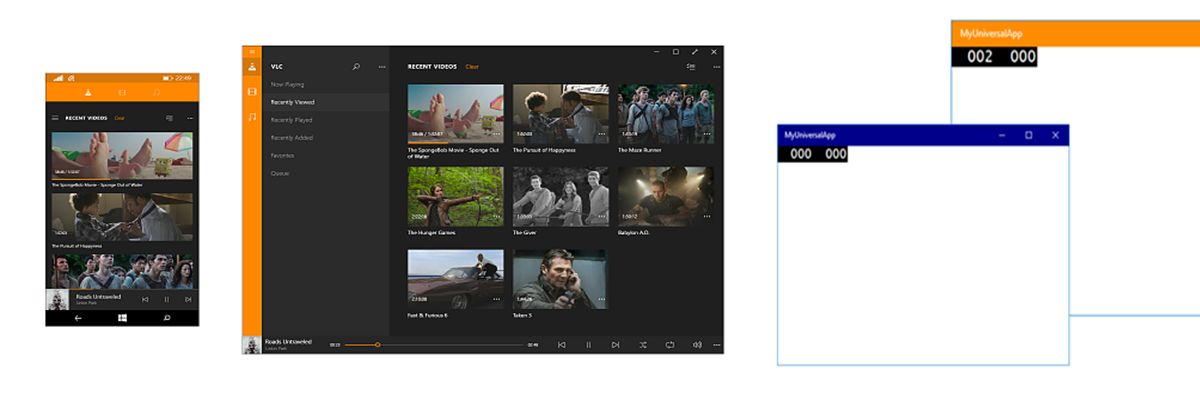 22:49
RECENT VIDEOS Clear
The SpongeBob Movie - Sponge Out of Water
The Pursuit of Happyness
Roads Untraveled
Linkin Park
VLC
Now Playing
Recently Viewed
Recently Played
Recently Added
Favorites
Queue
RECENT VIDEOS Clear
The SpongeBob Movie - Sponge Out
of Water
The Pursuit of Happyness
The Maze Runner
The Hunger Games
The Giver
Babylon A.D.
Fast & Furious 6
Taken 3
Roads Untraveled
Linkin Park
MyUniversalApp
002 000
MyUniversalApp
000 000